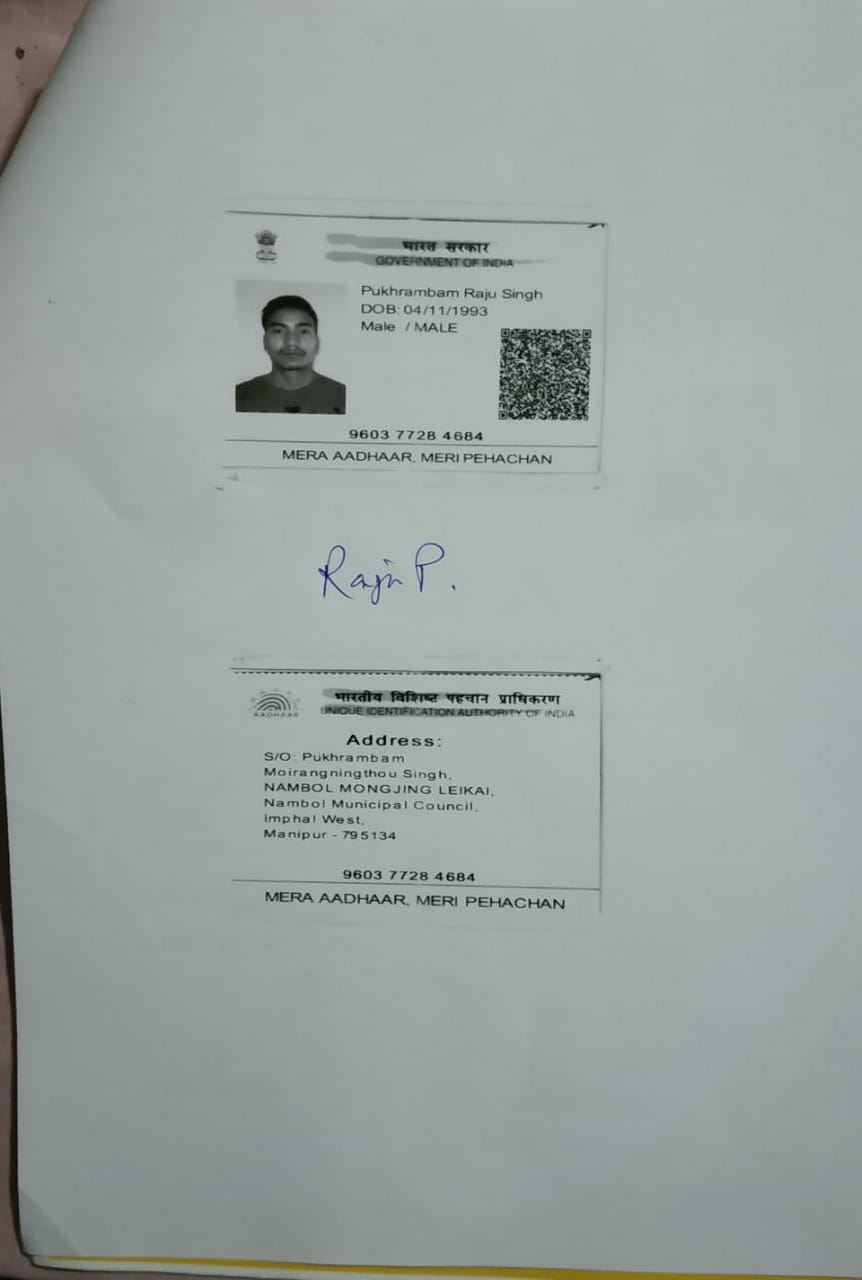 भारत सरकार
GOVERNMENT OF INDIA
Pukhrambam Raju Singh
DOB: 04/11/1993
Male / MALE
9603 7728 4684
MERA AADHAAR, MERI PEHACHAN
Raju P.
भारतीय विशिष्ट पहचान प्राधिकरण
AADHAAR
UNIQUE IDENTIFICATION AUTHORITY OF INDIA
Address:
S/O: Pukhrambam
Moirangningthou Singh,
NAMBOL MONGJING LEIKAI,
Nambol Municipal Council,
Imphal West,
Manipur - 795134
9603 7728 4684
MERA AADHAAR, MERI PEHACHAN